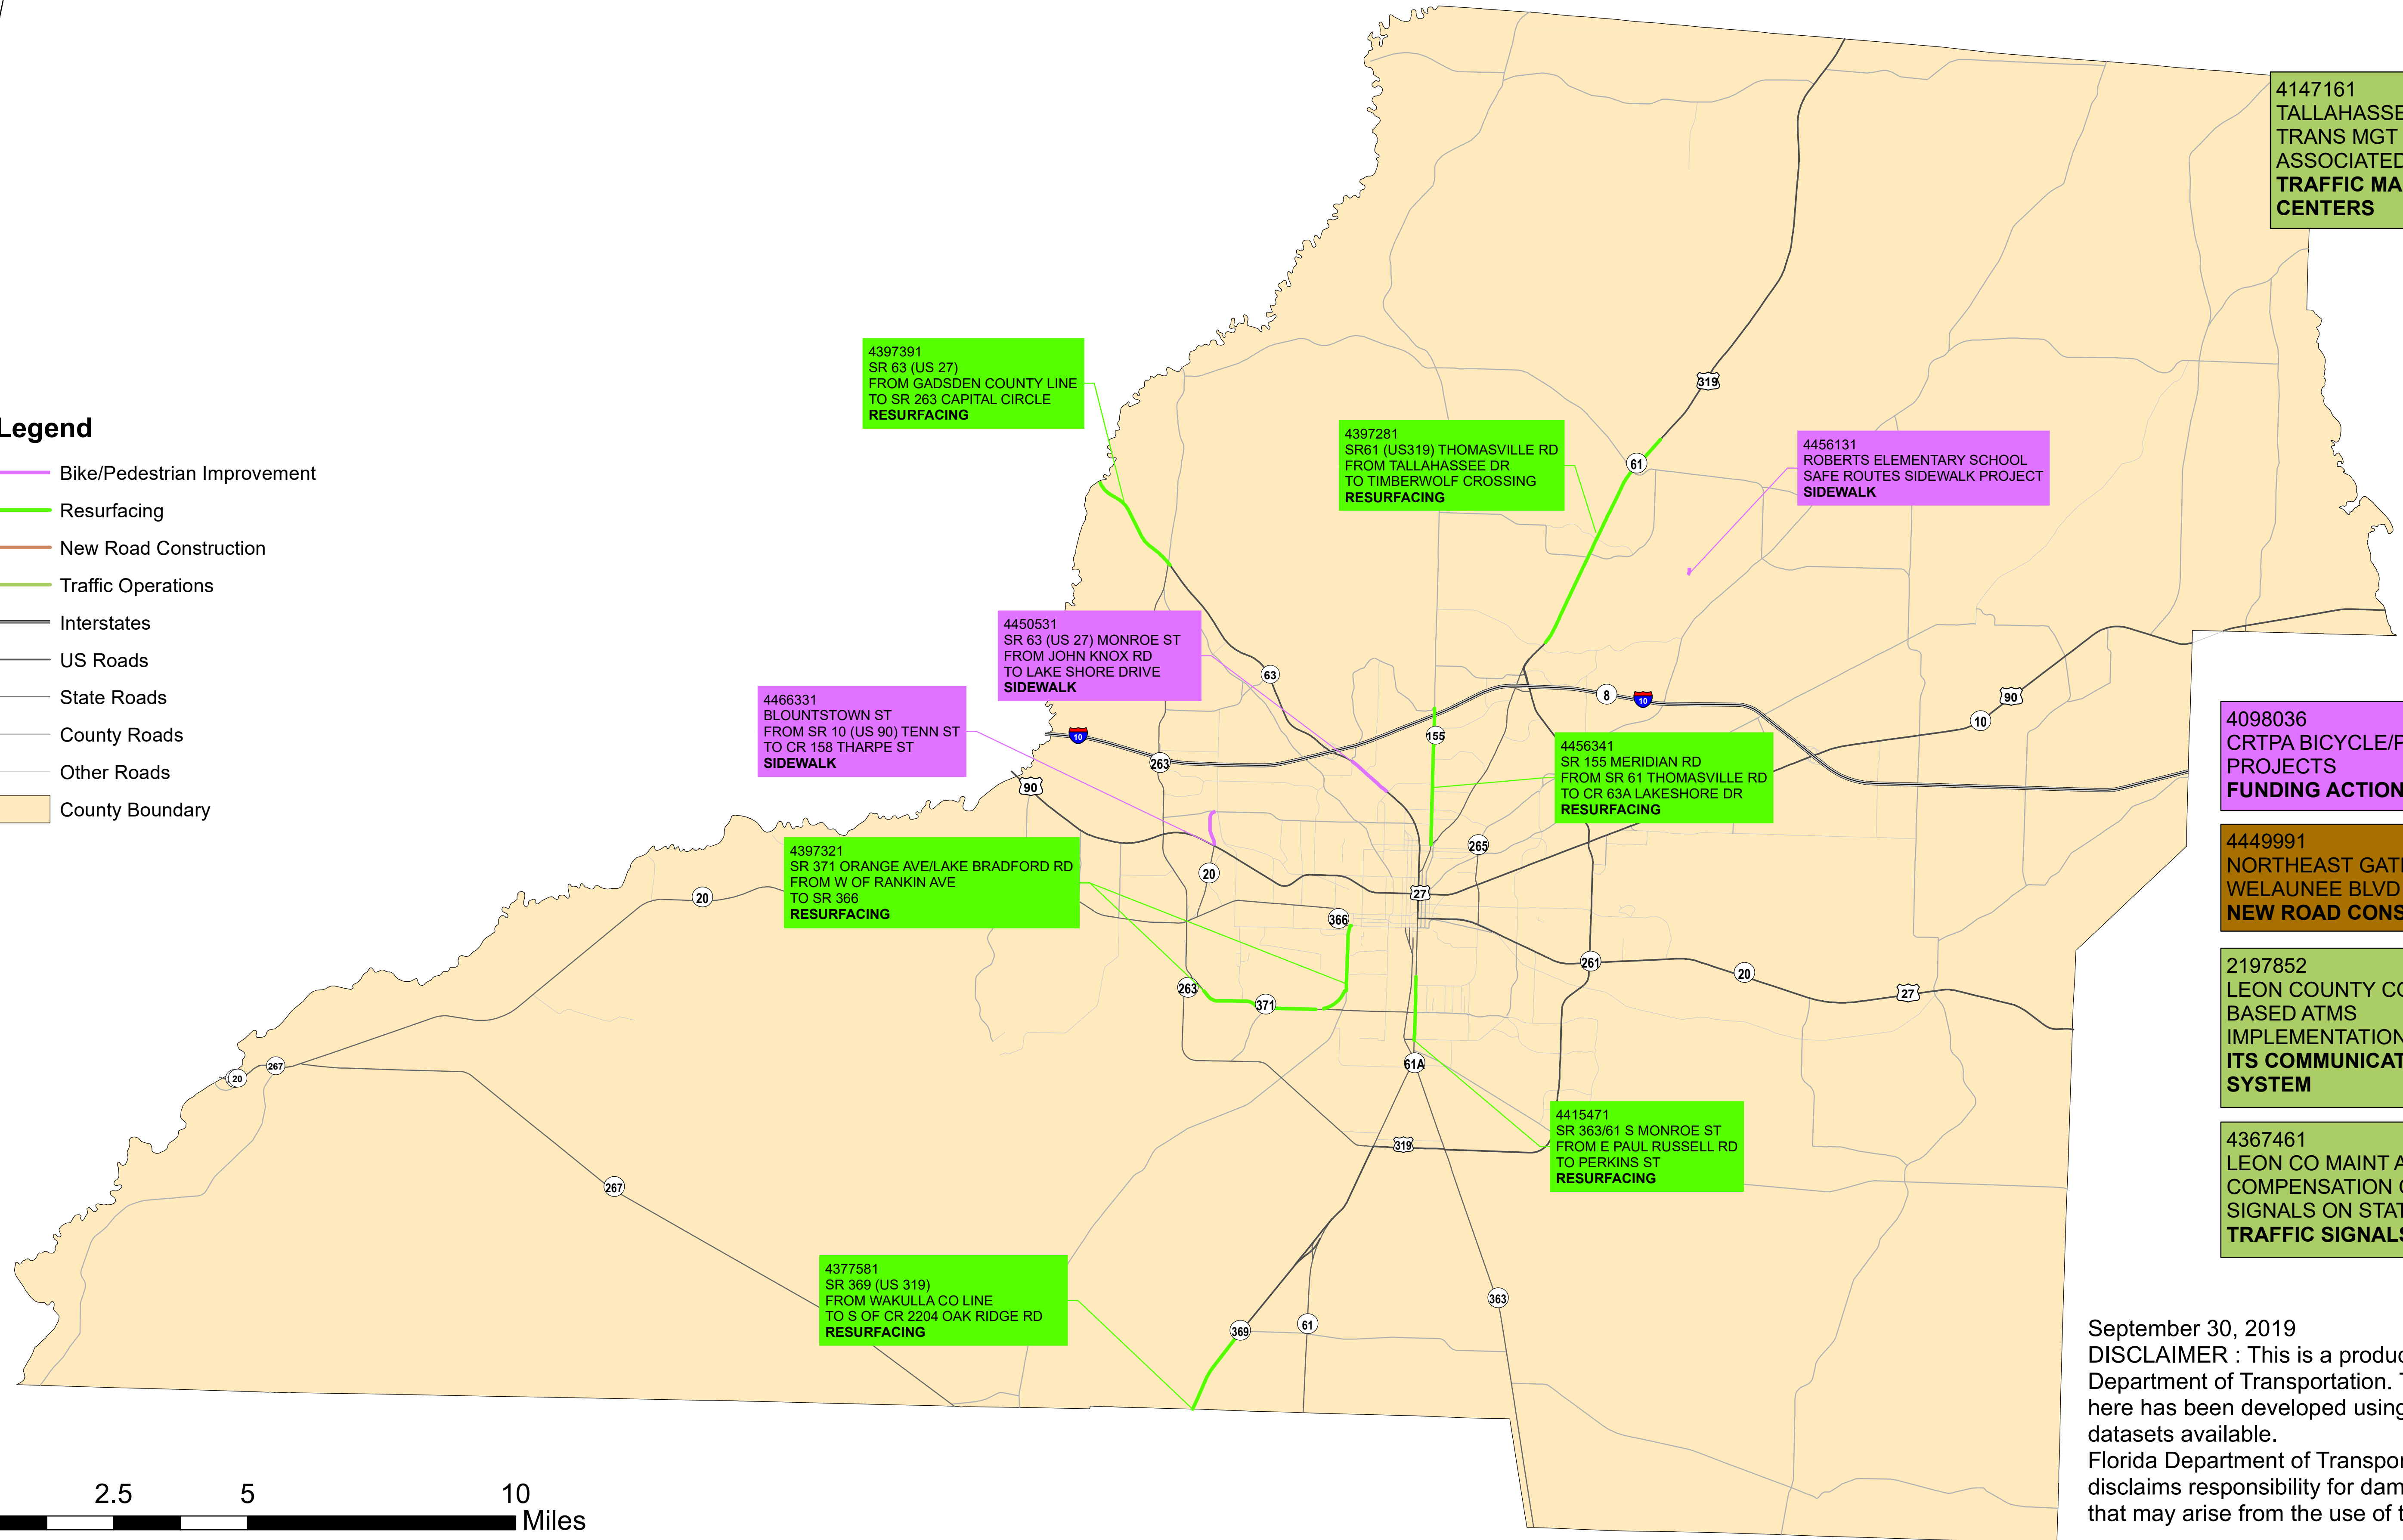 4147161
TALLAHASSE
TRANS MGT
ASSOCIATED
TRAFFIC MA
CENTERS
4397391
SR 63 (US 27)
FROM GADSDEN COUNTY LINE
TO SR 263 CAPITAL CIRCLE
RESURFACING
319
4397281
SR61 (US319) THOMASVILLE RD
FROM TALLAHASSEE DR
TO TIMBERWOLF CROSSING
RESURFACING
61
4456131
ROBERTS ELEMENTARY SCHOOL
SAFE ROUTES SIDEWALK PROJECT
SIDEWALK
Legend
Bike/Pedestrian Improvement
Resurfacing
New Road Construction
Traffic Operations
Interstates
US Roads
State Roads
County Roads
Other Roads
County Boundary
4450531
SR 63 (US 27) MONROE ST
FROM JOHN KNOX RD
TO LAKE SHORE DRIVE
SIDEWALK
63
8
10
90
10
4466331
BLOUNTSTOWN ST
FROM SR 10 (US 90) TENN ST
TO CR 158 THARPE ST
SIDEWALK
10
263
155
90
4456341
SR 155 MERIDIAN RD
FROM SR 61 THOMASVILLE RD
TO CR 63A LAKESHORE DR
RESURFACING
4098036
CRTPA BICYCLE/P
PROJECTS
FUNDING ACTION
4397321
SR 371 ORANGE AVE/LAKE BRADFORD RD
FROM W OF RANKIN AVE
TO SR 366
RESURFACING
265
20
20
27
366
4449991
NORTHEAST GAT
WELAUNEE BLVD
NEW ROAD CONS
261
20
27
263
371
2197852
LEON COUNTY CO
BASED ATMS
IMPLEMENTATION
ITS COMMUNICAT
SYSTEM
267
20
61A
4415471
SR 363/61 S MONROE ST
FROM E PAUL RUSSELL RD
TO PERKINS ST
RESURFACING
319
4367461
LEON CO MAINT A
COMPENSATION
SIGNALS ON STAT
TRAFFIC SIGNALS
267
4377581
SR 369 (US 319)
FROM WAKULLA CO LINE
TO S OF CR 2204 OAK RIDGE RD
RESURFACING
363
369
61
September 30, 2019
DISCLAIMER : This is a produc
Department of Transportation. T
here has been developed using
datasets available.
Florida Department of Transpor
disclaims responsibility for dam
that may arise from the use of t
2.5 5 10
Miles